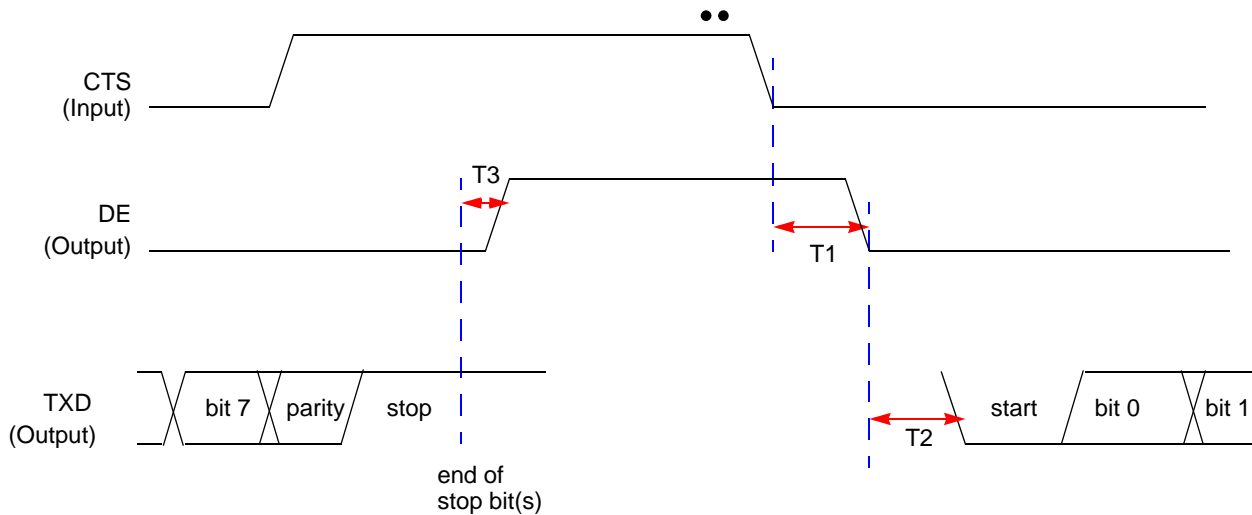 CTS
(Input)
T3
DE
(Output)
T1
TXD
(Output)
bit 7
parity
stop
start
bit 0
bit 1
T2
end of
stop bit(s)